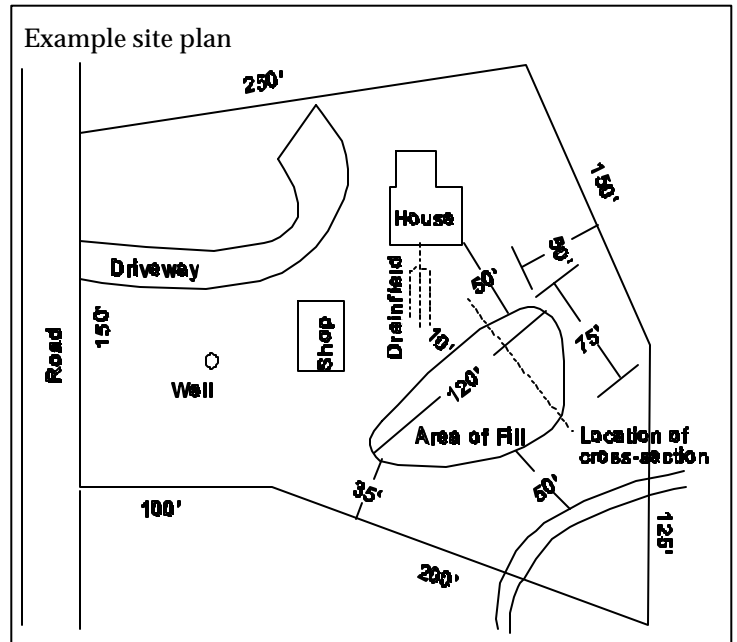 Example site plan
250'
150'
House
50'
Driveway
Drainfield
50'
75'
150'
Road
Shop
10'
120'
Well
Area of Fill
Location of
cross-section
35'
50'
100'
125'
200'